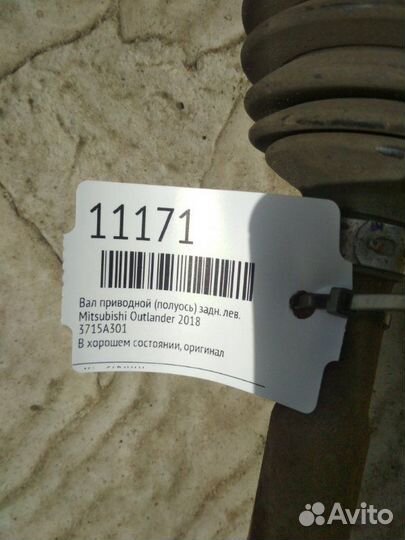 11171
Вал приводной (полуось) задн. лев.
Mitsubishi Outlander 2018
3715A301
В хорошем состоянии, оригинал
Avito